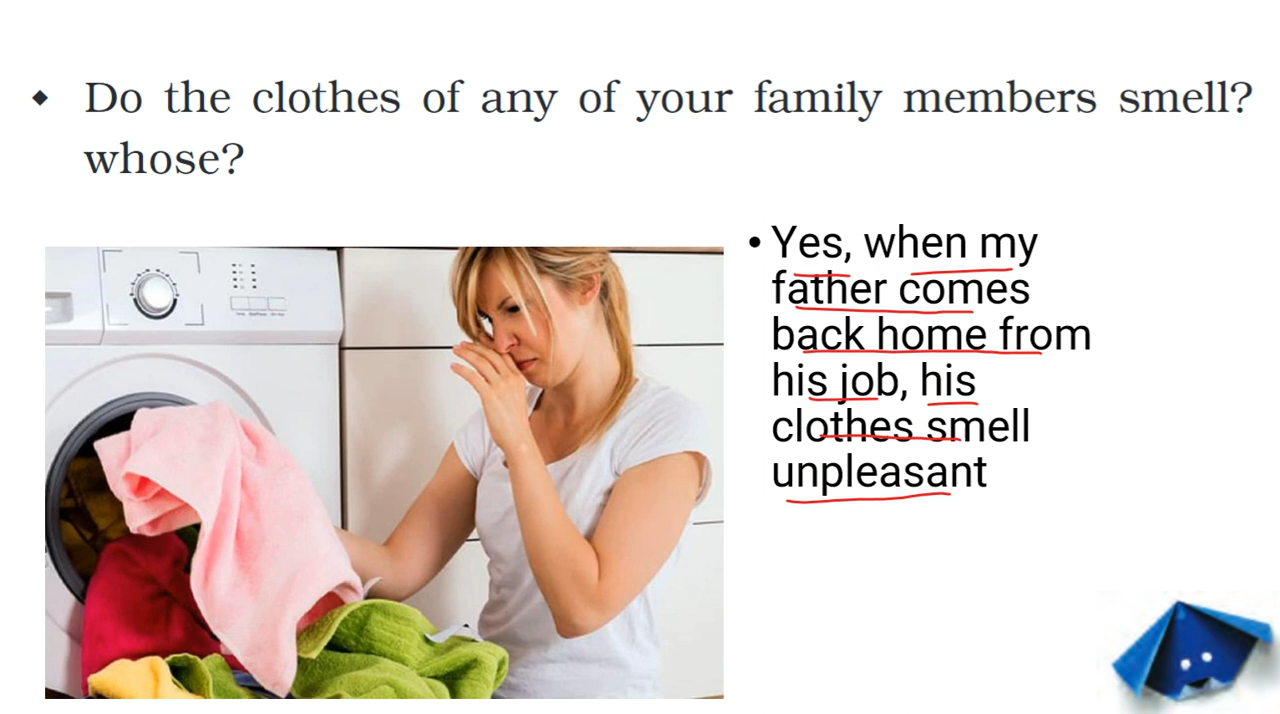 ◆ Do the clothes of any of your family members smell?
whose?
• Yes, when my
father comes
back home from
his job, his
clothes smell
unpleasant